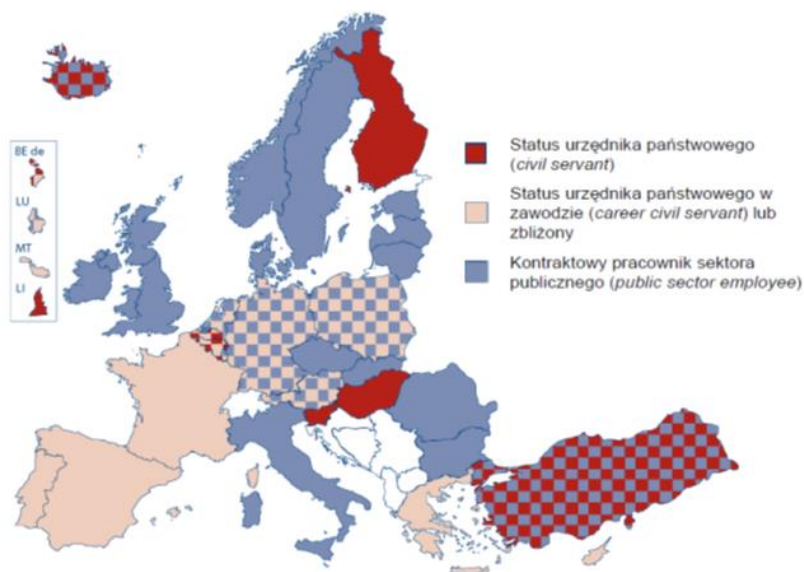 BE de
LU
MT
LI
Status urzędnika państwowego
(civil servant)
Status urzędnika państwowego w
zawodzie (career civil servant) lub
zbliżony
Kontraktowy pracownik sektora
publicznego (public sector employee)